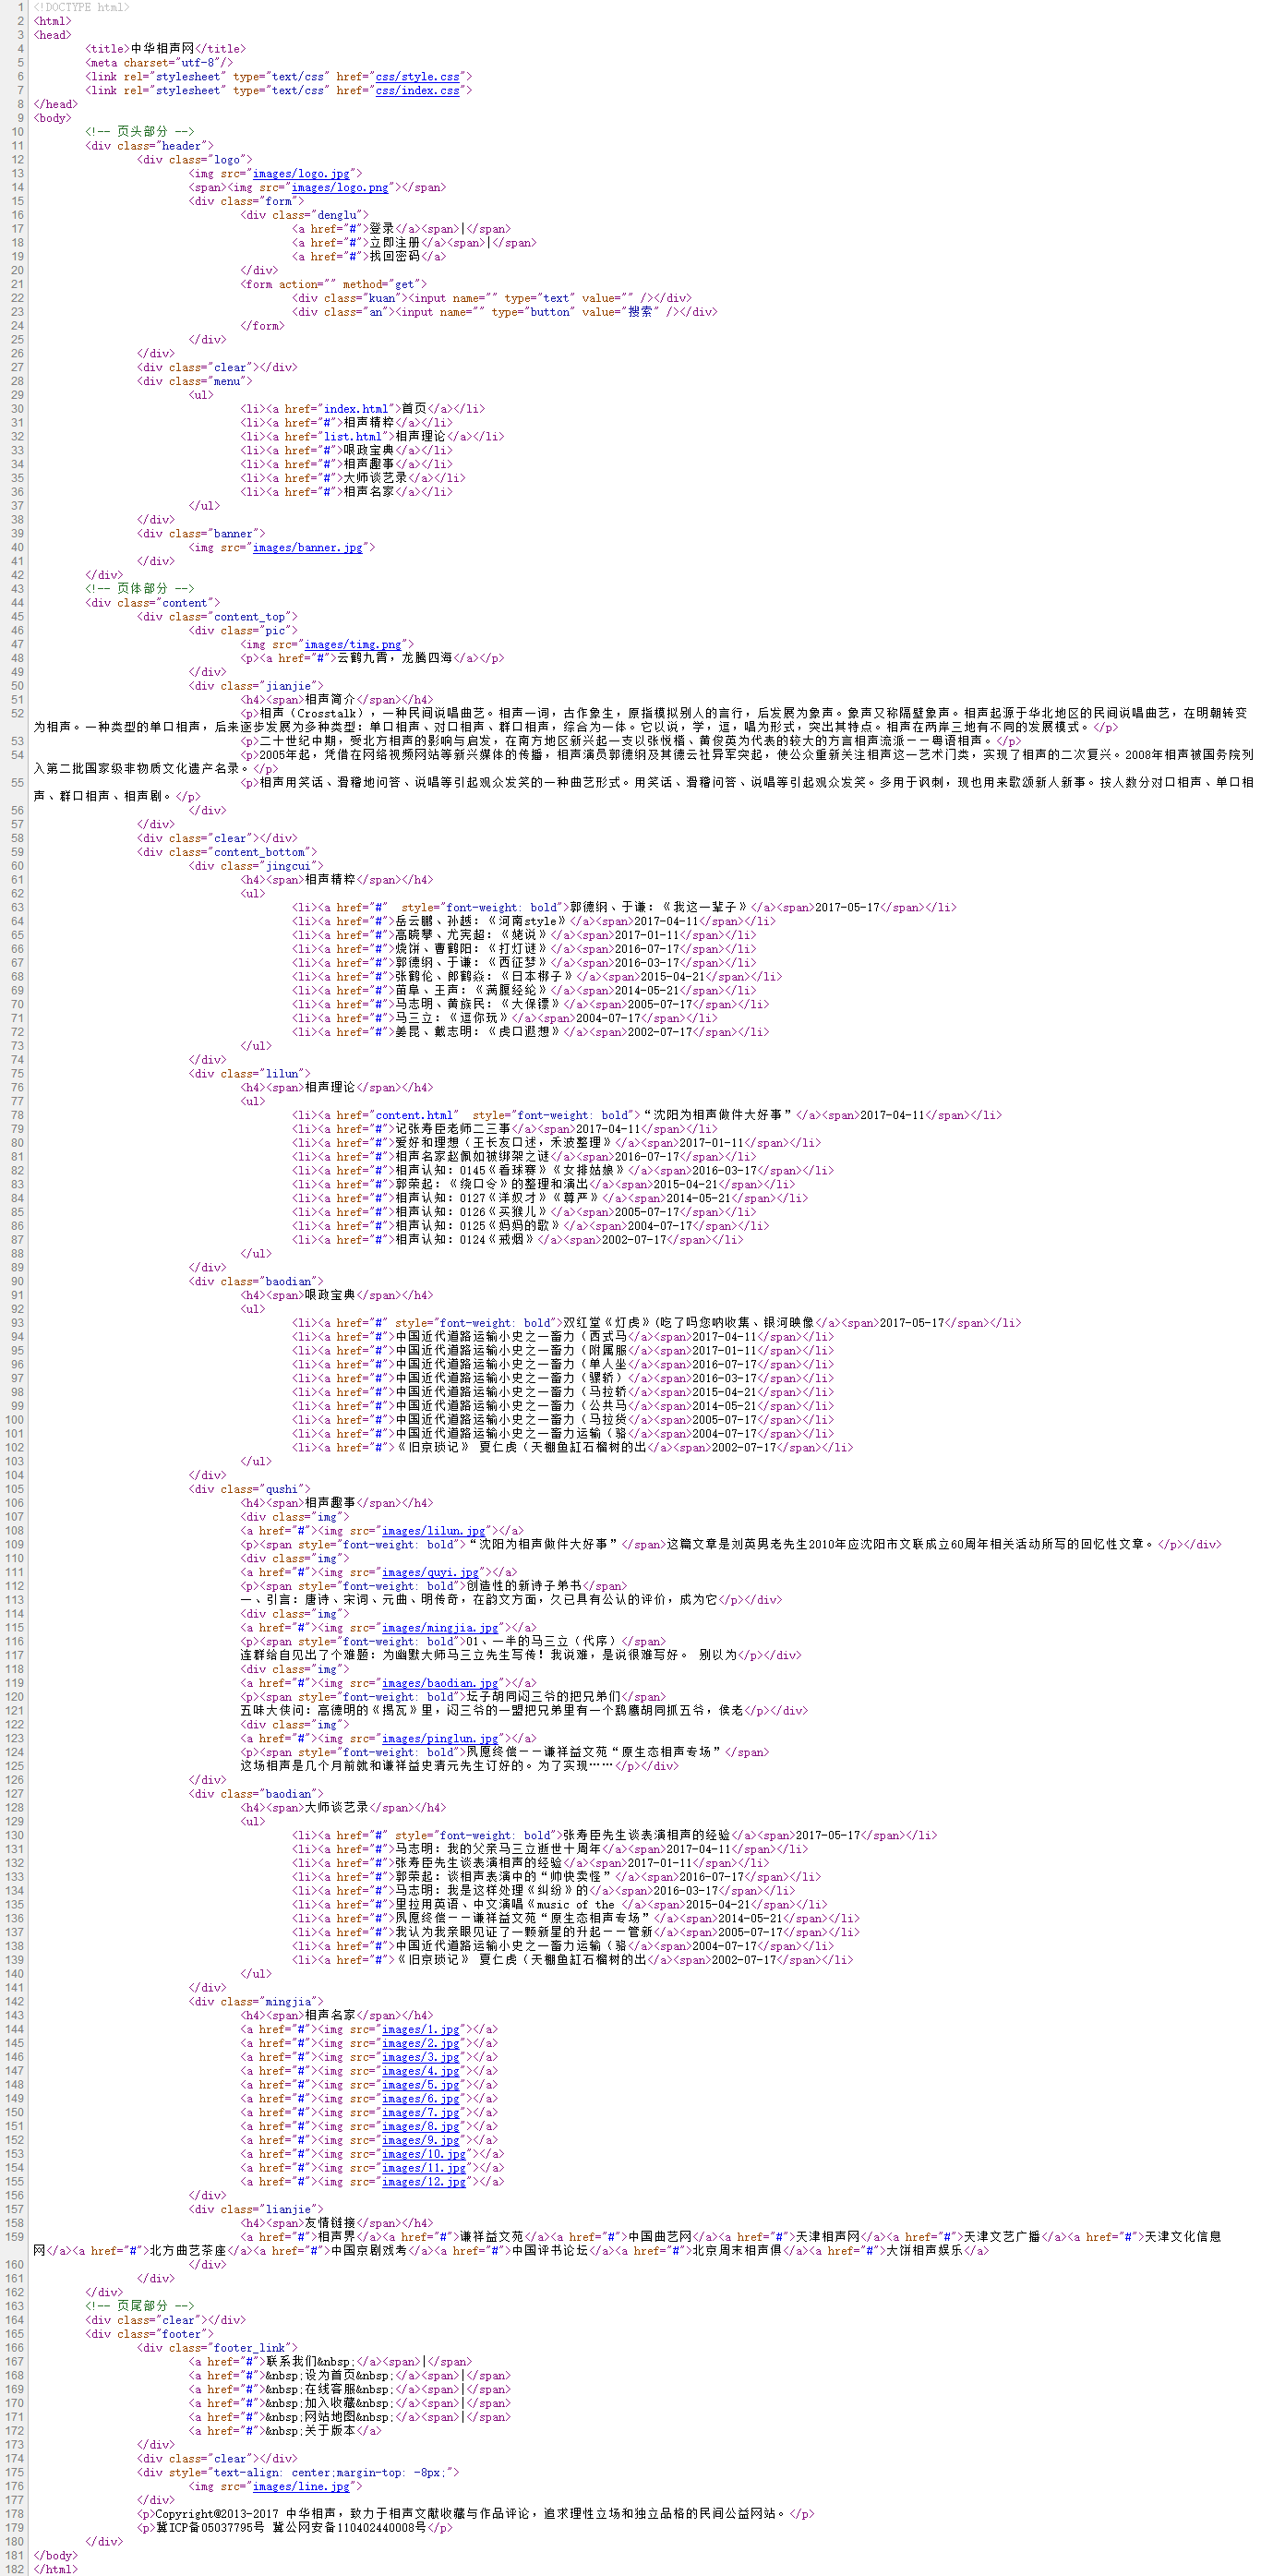 1 <!DOCTYPE html>
2 <html>
3 <head>
4 <title>中华相声网</title>
5 <meta charset="utf-8"/>
6 <link rel="stylesheet" type="text/css" href="css/style.css">
7 <link rel="stylesheet" type="text/css" href="css/index.css">
8 </head>
9 <body>
10 <!-- 页头部分 -->
11 <div class="header">
12 <div class="logo">
13 <img src="images/logo.jpg">
14 <span><img src="images/logo.png"></span>
15 <div class="form">
16 <div class="denglu">
17 <a href="#">登录</a><span>|</span>
18 <a href="#">立即注册</a><span>|</span>
19 <a href="#">找回密码</a>
20 </div>
21 <form action="" method="get">
22 <div class="kuan"><input name="" type="text" value="" /></div>
23 <div class="an"><input name="" type="button" value="搜索" /></div>
24 </form>
25 </div>
26 </div>
27 <div class="clear"></div>
28 <div class="menu">
29 <ul>
30 <li><a href="index.html">首页</a></li>
31 <li><a href="#">相声精粹</a></li>
32 <li><a href="list.html">相声理论</a></li>
33 <li><a href="#">哏政宝典</a></li>
34 <li><a href="#">相声趣事</a></li>
35 <li><a href="#">大师谈艺录</a></li>
36 <li><a href="#">相声名家</a></li>
37 </ul>
38 </div>
39 <div class="banner">
40 <img src="images/banner.jpg">
41 </div>
42 </div>
43 <!-- 页体部分 -->
44 <div class="content">
45 <div class="content_top">
46 <div class="pic">
47 <img src="images/timg.png">
48 <p><a href="#">云鹤九霄，龙腾四海</a></p>
49 </div>
50 <div class="jianjie">
51 <h4><span>相声简介</span></h4>
52 <p>相声（Crosstalk），一种民间说唱曲艺。相声一词，古作象生，原指模拟别人的言行，后发展为象声。象声又称隔壁象声。相声起源于华北地区的民间说唱曲艺，在明朝转变
为相声。一种类型的单口相声，后来逐步发展为多种类型：单口相声、对口相声、群口相声，综合为一体。它以说，学，逗，唱为形式，突出其特点。相声在两岸三地有不同的发展模式。</p>
53 <p>二十世纪中期，受北方相声的影响与启发，在南方地区新兴起一支以张悦楷、黄俊英为代表的较大的方言相声流派——粤语相声。</p>
54 <p>2005年起，凭借在网络视频网站等新兴媒体的传播，相声演员郭德纲及其德云社异军突起，使公众重新关注相声这一艺术门类，实现了相声的二次复兴。2008年相声被国务院列
入第二批国家级非物质文化遗产名录。</p>
55 <p>相声用笑话、滑稽地问答、说唱等引起观众发笑的一种曲艺形式。用笑话、滑稽问答、说唱等引起观众发笑。多用于讽刺，现也用来歌颂新人新事。按人数分对口相声、单口相
声、群口相声、相声剧。</p>
56 </div>
57 </div>
58 <div class="clear"></div>
59 <div class="content_bottom">
60 <div class="jingcui">
61 <h4><span>相声精粹</span></h4>
62 <ul>
63 <li><a href="#"  style="font-weight: bold">郭德纲、于谦：《我这一辈子》</a><span>2017-05-17</span></li>
64 <li><a href="#">岳云鹏、孙越：《河南style》</a><span>2017-04-11</span></li>
65 <li><a href="#">高晓攀、尤宪超：《姥说》</a><span>2017-01-11</span></li>
66 <li><a href="#">烧饼、曹鹤阳：《打灯谜》</a><span>2016-07-17</span></li>
67 <li><a href="#">郭德纲、于谦：《西征梦》</a><span>2016-03-17</span></li>
68 <li><a href="#">张鹤伦、郎鹤焱：《日本梆子》</a><span>2015-04-21</span></li>
69 <li><a href="#">苗阜、王声：《满腹经纶》</a><span>2014-05-21</span></li>
70 <li><a href="#">马志明、黄族民：《大保镖》</a><span>2005-07-17</span></li>
71 <li><a href="#">马三立：《逗你玩》</a><span>2004-07-17</span></li>
72 <li><a href="#">姜昆、戴志明：《虎口遐想》</a><span>2002-07-17</span></li>
73 </ul>
74 </div>
75 <div class="lilun">
76 <h4><span>相声理论</span></h4>
77 <ul>
78 <li><a href="content.html"  style="font-weight: bold">“沈阳为相声做件大好事”</a><span>2017-04-11</span></li>
79 <li><a href="#">记张寿臣老师二三事</a><span>2017-04-11</span></li>
80 <li><a href="#">爱好和理想（王长友口述，禾波整理》</a><span>2017-01-11</span></li>
81 <li><a href="#">相声名家赵佩如被绑架之谜</a><span>2016-07-17</span></li>
82 <li><a href="#">相声认知：0145《看球赛》《女排姑娘》</a><span>2016-03-17</span></li>
83 <li><a href="#">郭荣起：《绕口令》的整理和演出</a><span>2015-04-21</span></li>
84 <li><a href="#">相声认知：0127《洋奴才》《尊严》</a><span>2014-05-21</span></li>
85 <li><a href="#">相声认知：0126《买猴儿》</a><span>2005-07-17</span></li>
86 <li><a href="#">相声认知：0125《妈妈的歌》</a><span>2004-07-17</span></li>
87 <li><a href="#">相声认知：0124《戒烟》</a><span>2002-07-17</span></li>
88 </ul>
89 </div>
90 <div class="baodian">
91 <h4><span>哏政宝典</span></h4>
92 <ul>
93 <li><a href="#" style="font-weight: bold">双红堂《灯虎》(吃了吗您呐收集、银河映像</a><span>2017-05-17</span></li>
94 <li><a href="#">中国近代道路运输小史之一畜力（西式马</a><span>2017-04-11</span></li>
95 <li><a href="#">中国近代道路运输小史之一畜力（附属服</a><span>2017-01-11</span></li>
96 <li><a href="#">中国近代道路运输小史之一畜力（单人坐</a><span>2016-07-17</span></li>
97 <li><a href="#">中国近代道路运输小史之一畜力（骡轿）</a><span>2016-03-17</span></li>
98 <li><a href="#">中国近代道路运输小史之一畜力（马拉轿</a><span>2015-04-21</span></li>
99 <li><a href="#">中国近代道路运输小史之一畜力（公共马</a><span>2014-05-21</span></li>
100 <li><a href="#">中国近代道路运输小史之一畜力（马拉货</a><span>2005-07-17</span></li>
101 <li><a href="#">中国近代道路运输小史之一畜力运输（骆</a><span>2004-07-17</span></li>
102 <li><a href="#">《旧京琐记》 夏仁虎（天棚鱼缸石榴树的出</a><span>2002-07-17</span></li>
103 </ul>
104 </div>
105 <div class="qushi">
106 <h4><span>相声趣事</span></h4>
107 <div class="img">
108 <a href="#"><img src="images/lilun.jpg"></a>
109 <p><span style="font-weight: bold">“沈阳为相声做件大好事”</span>这篇文章是刘英男老先生2010年应沈阳市文联成立60周年相关活动所写的回忆性文章。</p></div>
110 <div class="img">
111 <a href="#"><img src="images/quyi.jpg"></a>
112 <p><span style="font-weight: bold">创造性的新诗子弟书</span>
113 一、引言：唐诗、宋词、元曲、明传奇，在韵文方面，久已具有公认的评价，成为它</p></div>
114 <div class="img">
115 <a href="#"><img src="images/mingjia.jpg"></a>
116 <p><span style="font-weight: bold">01、一半的马三立（代序）</span>
117 连群给自见出了个难题：为幽默大师马三立先生写传！我说难，是说很难写好。 别以为</p></div>
118 <div class="img">
119 <a href="#"><img src="images/baodian.jpg"></a>
120 <p><span style="font-weight: bold">坛子胡同闷三爷的把兄弟们</span>
121 五味大侠问：高德明的《揭瓦》里，闷三爷的一盟把兄弟里有一个鹞鹰胡同抓五爷，侯老</p></div>
122 <div class="img">
123 <a href="#"><img src="images/pinglun.jpg"></a>
124 <p><span style="font-weight: bold">夙愿终偿——谦祥益文苑“原生态相声专场”</span>
125 这场相声是几个月前就和谦祥益史清元先生订好的。为了实现……</p></div>
126 </div>
127 <div class="baodian">
128 <h4><span>大师谈艺录</span></h4>
129 <ul>
130 <li><a href="#" style="font-weight: bold">张寿臣先生谈表演相声的经验</a><span>2017-05-17</span></li>
131 <li><a href="#">马志明：我的父亲马三立逝世十周年</a><span>2017-04-11</span></li>
132 <li><a href="#">张寿臣先生谈表演相声的经验</a><span>2017-01-11</span></li>
133 <li><a href="#">郭荣起：谈相声表演中的“帅快卖怪”</a><span>2016-07-17</span></li>
134 <li><a href="#">马志明：我是这样处理《纠纷》的</a><span>2016-03-17</span></li>
135 <li><a href="#">里拉用英语、中文演唱《music of the </a><span>2015-04-21</span></li>
136 <li><a href="#">夙愿终偿——谦祥益文苑“原生态相声专场”</a><span>2014-05-21</span></li>
137 <li><a href="#">我认为我亲眼见证了一颗新星的升起——管新</a><span>2005-07-17</span></li>
138 <li><a href="#">中国近代道路运输小史之一畜力运输（骆</a><span>2004-07-17</span></li>
139 <li><a href="#">《旧京琐记》 夏仁虎（天棚鱼缸石榴树的出</a><span>2002-07-17</span></li>
140 </ul>
141 </div>
142 <div class="mingjia">
143 <h4><span>相声名家</span></h4>
144 <a href="#"><img src="images/1.jpg"></a>
145 <a href="#"><img src="images/2.jpg"></a>
146 <a href="#"><img src="images/3.jpg"></a>
147 <a href="#"><img src="images/4.jpg"></a>
148 <a href="#"><img src="images/5.jpg"></a>
149 <a href="#"><img src="images/6.jpg"></a>
150 <a href="#"><img src="images/7.jpg"></a>
151 <a href="#"><img src="images/8.jpg"></a>
152 <a href="#"><img src="images/9.jpg"></a>
153 <a href="#"><img src="images/10.jpg"></a>
154 <a href="#"><img src="images/11.jpg"></a>
155 <a href="#"><img src="images/12.jpg"></a>
156 </div>
157 <div class="lianjie">
158 <h4><span>友情链接</span></h4>
159 <a href="#">相声界</a><a href="#">谦祥益文苑</a><a href="#">中国曲艺网</a><a href="#">天津相声网</a><a href="#">天津文艺广播</a><a href="#">天津文化信息
网</a><a href="#">北方曲艺茶座</a><a href="#">中国京剧戏考</a><a href="#">中国评书论坛</a><a href="#">北京周末相声俱</a><a href="#">大饼相声娱乐</a>
160 </div>
161 </div>
162 </div>
163 <!-- 页尾部分 -->
164 <div class="clear"></div>
165 <div class="footer">
166 <div class="footer_link">
167 <a href="#">联系我们&nbsp;</a><span>|</span>
168 <a href="#">&nbsp;设为首页&nbsp;</a><span>|</span>
169 <a href="#">&nbsp;在线客服&nbsp;</a><span>|</span>
170 <a href="#">&nbsp;加入收藏&nbsp;</a><span>|</span>
171 <a href="#">&nbsp;网站地图&nbsp;</a><span>|</span>
172 <a href="#">&nbsp;关于版本</a>
173 </div>
174 <div class="clear"></div>
175 <div style="text-align: center;margin-top: -8px;">
176 <img src="images/line.jpg">
177 </div>
178 <p>Copyright@2013-2017 中华相声，致力于相声文献收藏与作品评论，追求理性立场和独立品格的民间公益网站。</p>
179 <p>冀ICP备05037795号 冀公网安备110402440008号</p>
180 </div>
181 </body>
182 </html>